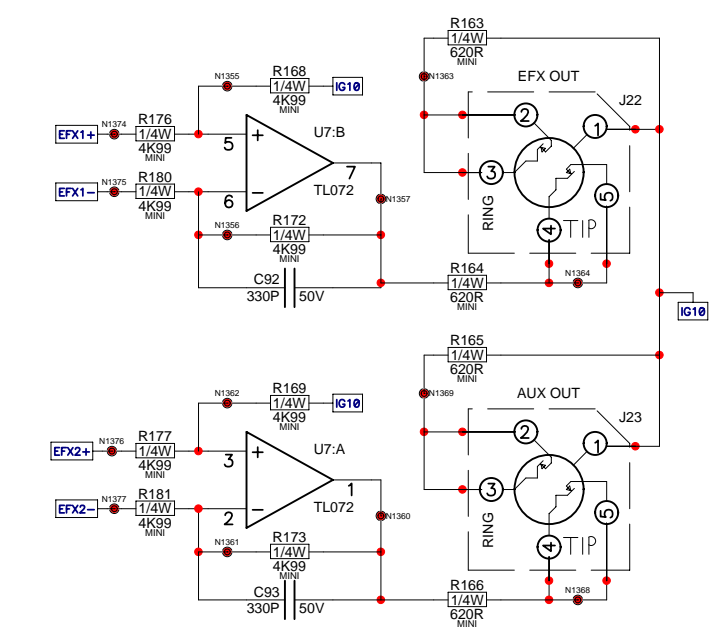 R163
1/4W
620R
MINI
N1363
EFX OUT
J22
2
1
3
RING
4
TIP
5
N1355
R168
1/4W
4K99
MINI
IG10
N1374
R176
EFX1+
1/4W
4K99
MINI
5
+
U7:B
N1375
R180
EFX1-
1/4W
4K99
MINI
6
-
7
TL072
N1357
N1356
R172
1/4W
4K99
MINI
C92
330P
50V
R164
1/4W
620R
MINI
N1364
IG10
R165
1/4W
620R
MINI
N1369
AUX OUT
J23
2
1
3
RING
4
TIP
5
N1362
R169
1/4W
4K99
MINI
IG10
N1376
R177
EFX2+
1/4W
4K99
MINI
3
+
U7:A
N1377
R181
EFX2-
1/4W
4K99
MINI
2
-
1
TL072
N1360
N1361
R173
1/4W
4K99
MINI
C93
330P
50V
R166
1/4W
620R
MINI
N1368